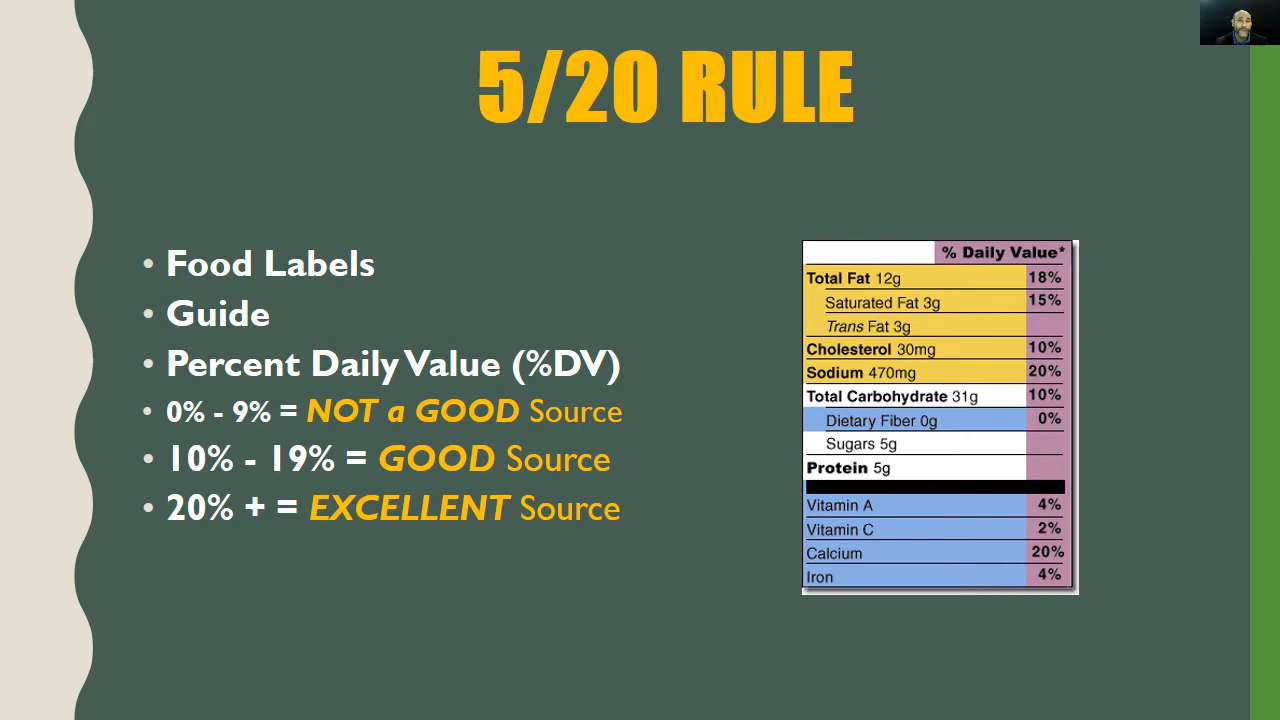 5/20 RULE
• Food Labels
• Guide
• Percent Daily Value (%DV)
• 0% - 9% = NOT a GOOD Source
• 10% - 19% = GOOD Source
• 20% + = EXCELLENT Source
% Daily Value*
Total Fat 12g 18%
Saturated Fat 3g 15%
Trans Fat 3g
Cholesterol 30mg 10%
Sodium 470mg 20%
Total Carbohydrate 31g 10%
Dietary Fiber 0g 0%
Sugars 5g
Protein 5g
Vitamin A 4%
Vitamin C 2%
Calcium 20%
Iron 4%